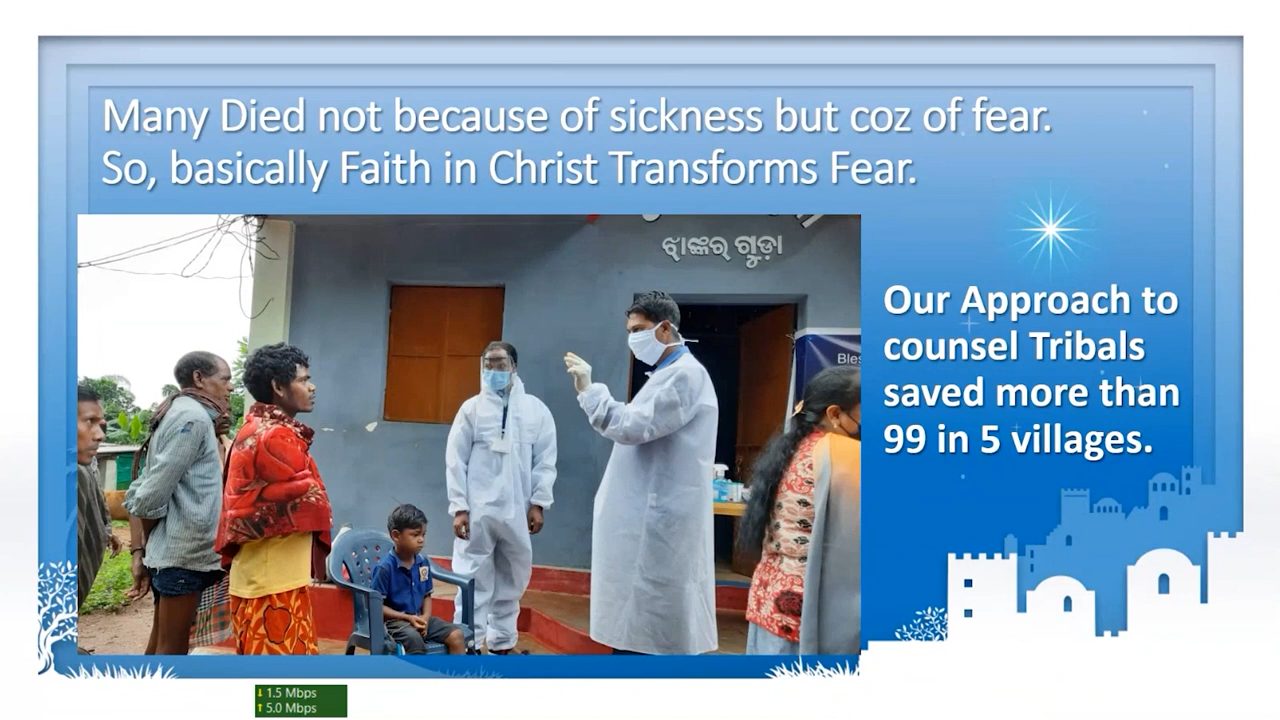 Many Died not because of sickness but coz of fear.
So, basically Faith in Christ Transforms Fear.
ଝାଙ୍କର୍ ଗୁଡ଼ା
Bles
Our Approach to
counsel Tribals
saved more than
99 in 5 villages.
↓ 1.5 Mbps
↑ 5.0 Mbps